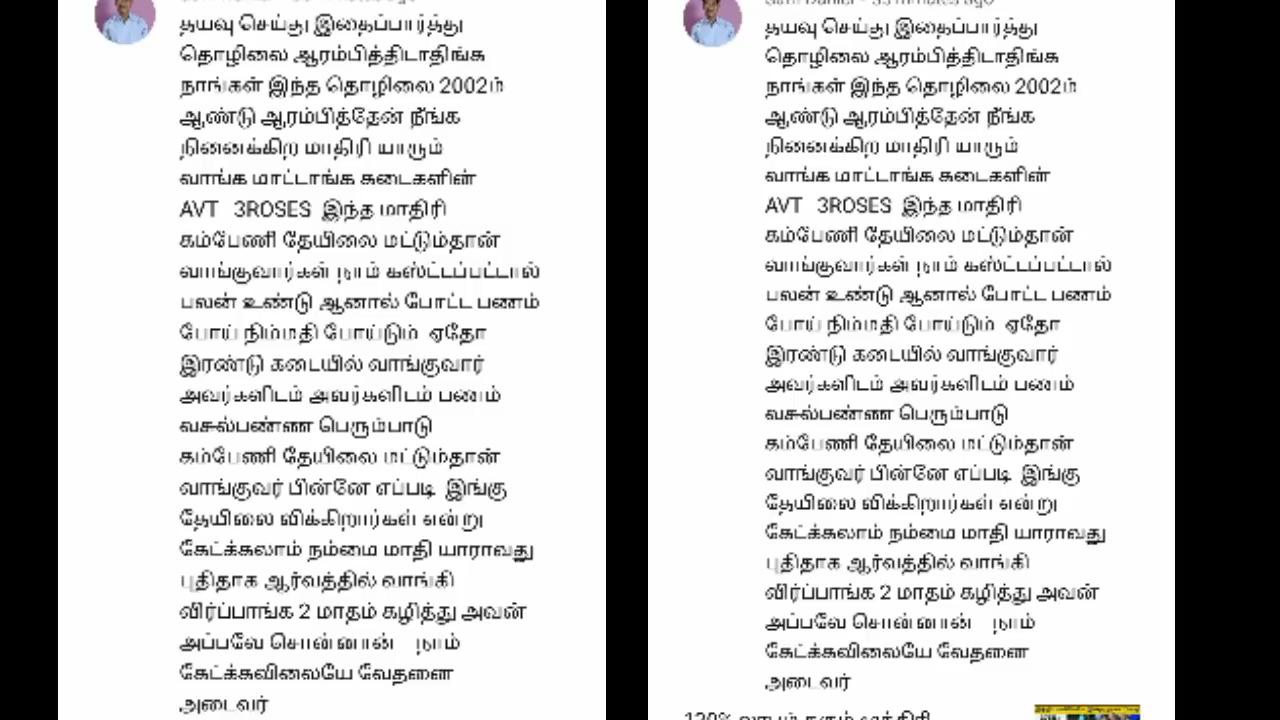 தயவு செய்து இதைப்பார்த்து
தொழிலை ஆரம்பித்திடாதிங்க
நாங்கள் இந்த தொழிலை 2002ம்
ஆண்டு ஆரம்பித்தேன் நீங்க
நினைக்கிற மாதிரி யாரும்
வாங்க மாட்டாங்க கடைகளின்
AVT 3ROSES இந்த மாதிரி
கம்பேணி தேயிலை மட்டும்தான்
வாங்குவார்கள் நாம் கஸ்ட்டப்பட்டால்
பலன் உண்டு ஆனால் போட்ட பணம்
போய் நிம்மதி போய்டும் ஏதோ
இரண்டு கடையில் வாங்குவார்
அவர்களிடம் அவர்களிடம் பணம்
வசல்பண்ண பெரும்பாடு
கம்பேணி தேயிலை மட்டும்தான்
வாங்குவர் பின்னே எப்படி இங்கு
தேயிலை விக்கிறார்கள் என்று
கேட்க்கலாம் நம்மை மாதி யாராவது
புதிதாக ஆர்வத்தில் வாங்கி
விர்ப்பாங்க 2 மாதம் கழித்து அவன்
அப்பவே சொன்னான் நாம்
கேட்க்கவிலையே வேதனை
அடைவர்
தயவு செய்து இதைப்பார்த்து
தொழிலை ஆரம்பித்திடாதிங்க
நாங்கள் இந்த தொழிலை 2002ம்
ஆண்டு ஆரம்பித்தேன் நீங்க
நினைக்கிற மாதிரி யாரும்
வாங்க மாட்டாங்க கடைகளின்
AVT 3ROSES இந்த மாதிரி
கம்பேணி தேயிலை மட்டும்தான்
வாங்குவார்கள் நாம் கஸ்ட்டப்பட்டால்
பலன் உண்டு ஆனால் போட்ட பணம்
போய் நிம்மதி போய்டும் ஏதோ
இரண்டு கடையில் வாங்குவார்
அவர்களிடம் அவர்களிடம் பணம்
வசல்பண்ண பெரும்பாடு
கம்பேணி தேயிலை மட்டும்தான்
வாங்குவர் பின்னே எப்படி இங்கு
தேயிலை விக்கிறார்கள் என்று
கேட்க்கலாம் நம்மை மாதி யாராவது
புதிதாக ஆர்வத்தில் வாங்கி
விர்ப்பாங்க 2 மாதம் கழித்து அவன்
அப்பவே சொன்னான் நாம்
கேட்க்கவிலையே வேதனை
அடைவர்